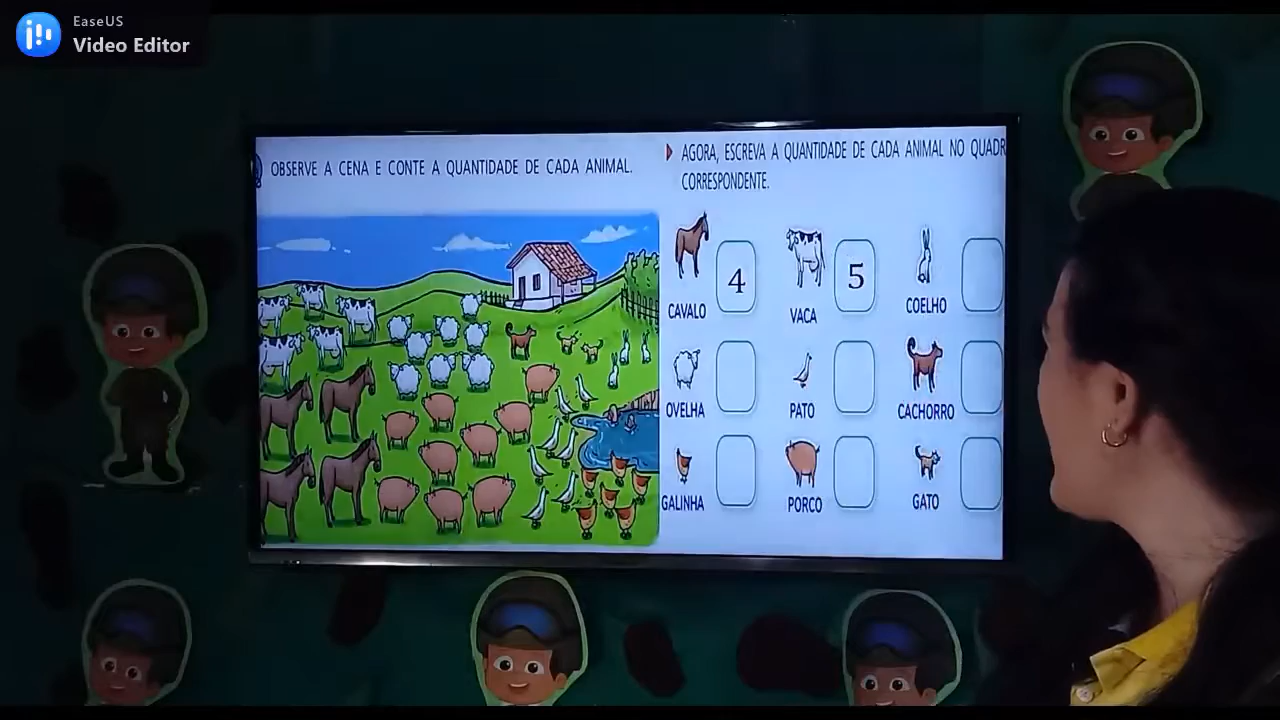 EaseUS
Video Editor
OBSERVE A CENA E CONTE A QUANTIDADE DE CADA ANIMAL.
AGORA, ESCREVA A QUANTIDADE DE CADA ANIMAL NO QUADR
CORRESPONDENTE.
4
5
CAVALO
VACA
COELHO
OVELHA
PATO
CACHORRO
GALINHA
PORCO
GATO